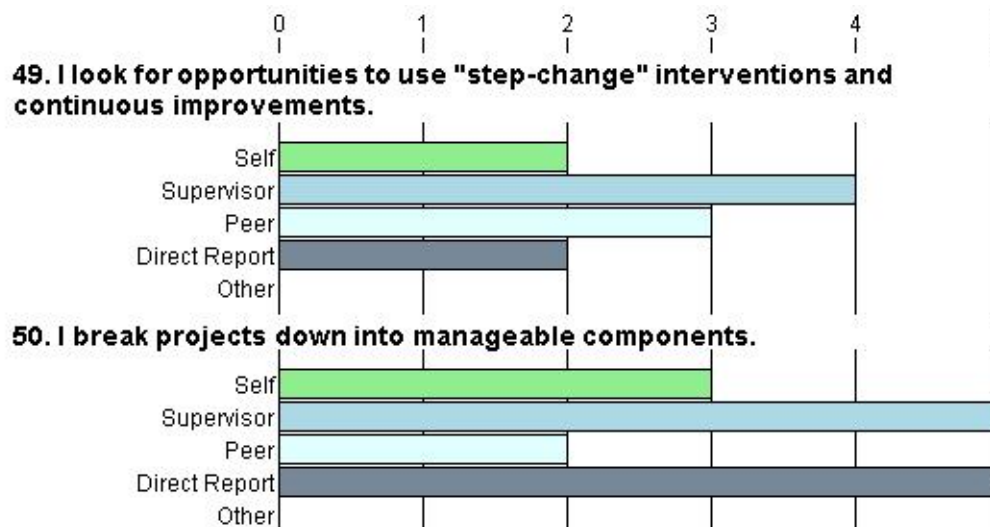 0 1 2 3 4
49. I look for opportunities to use "step-change" interventions and
continuous improvements.
Self
Supervisor
Peer
Direct Report
Other
50. I break projects down into manageable components.
Self
Supervisor
Peer
Direct Report
Other